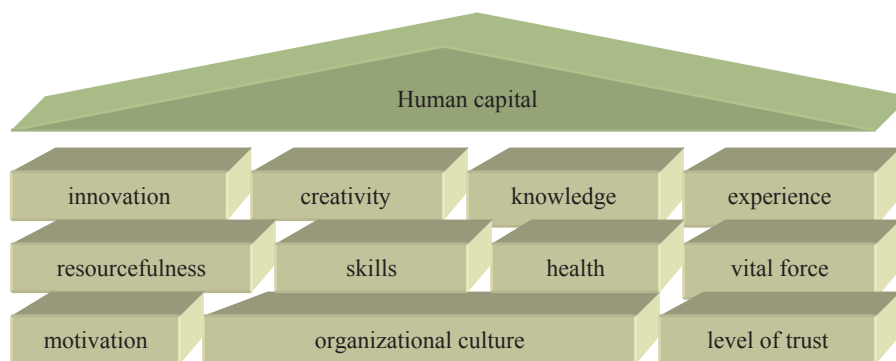 Human capital
innovation creativity knowledge experience
resourcefulness skills health vital force
motivation organizational culture level of trust